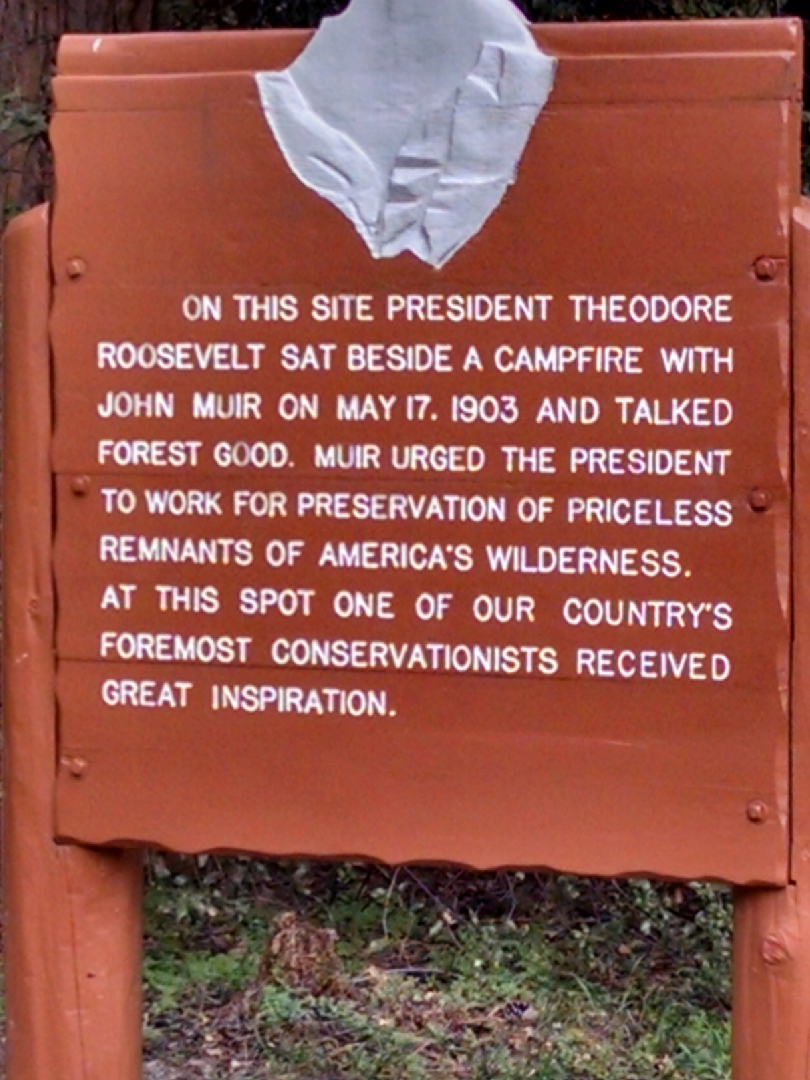 ON THIS SITE PRESIDENT THEODORE
ROOSEVELT SAT BESIDE A CAMPFIRE WITH
JOHN MUIR ON MAY 17. 1903 AND TALKED
FOREST GOOD. MUIR URGED THE PRESIDENT
TO WORK FOR PRESERVATION OF PRICELESS
REMNANTS OF AMERICA'S WILDERNESS.
AT THIS SPOT ONE OF OUR COUNTRY'S
FOREMOST CONSERVATIONISTS RECEIVED
GREAT INSPIRATION.